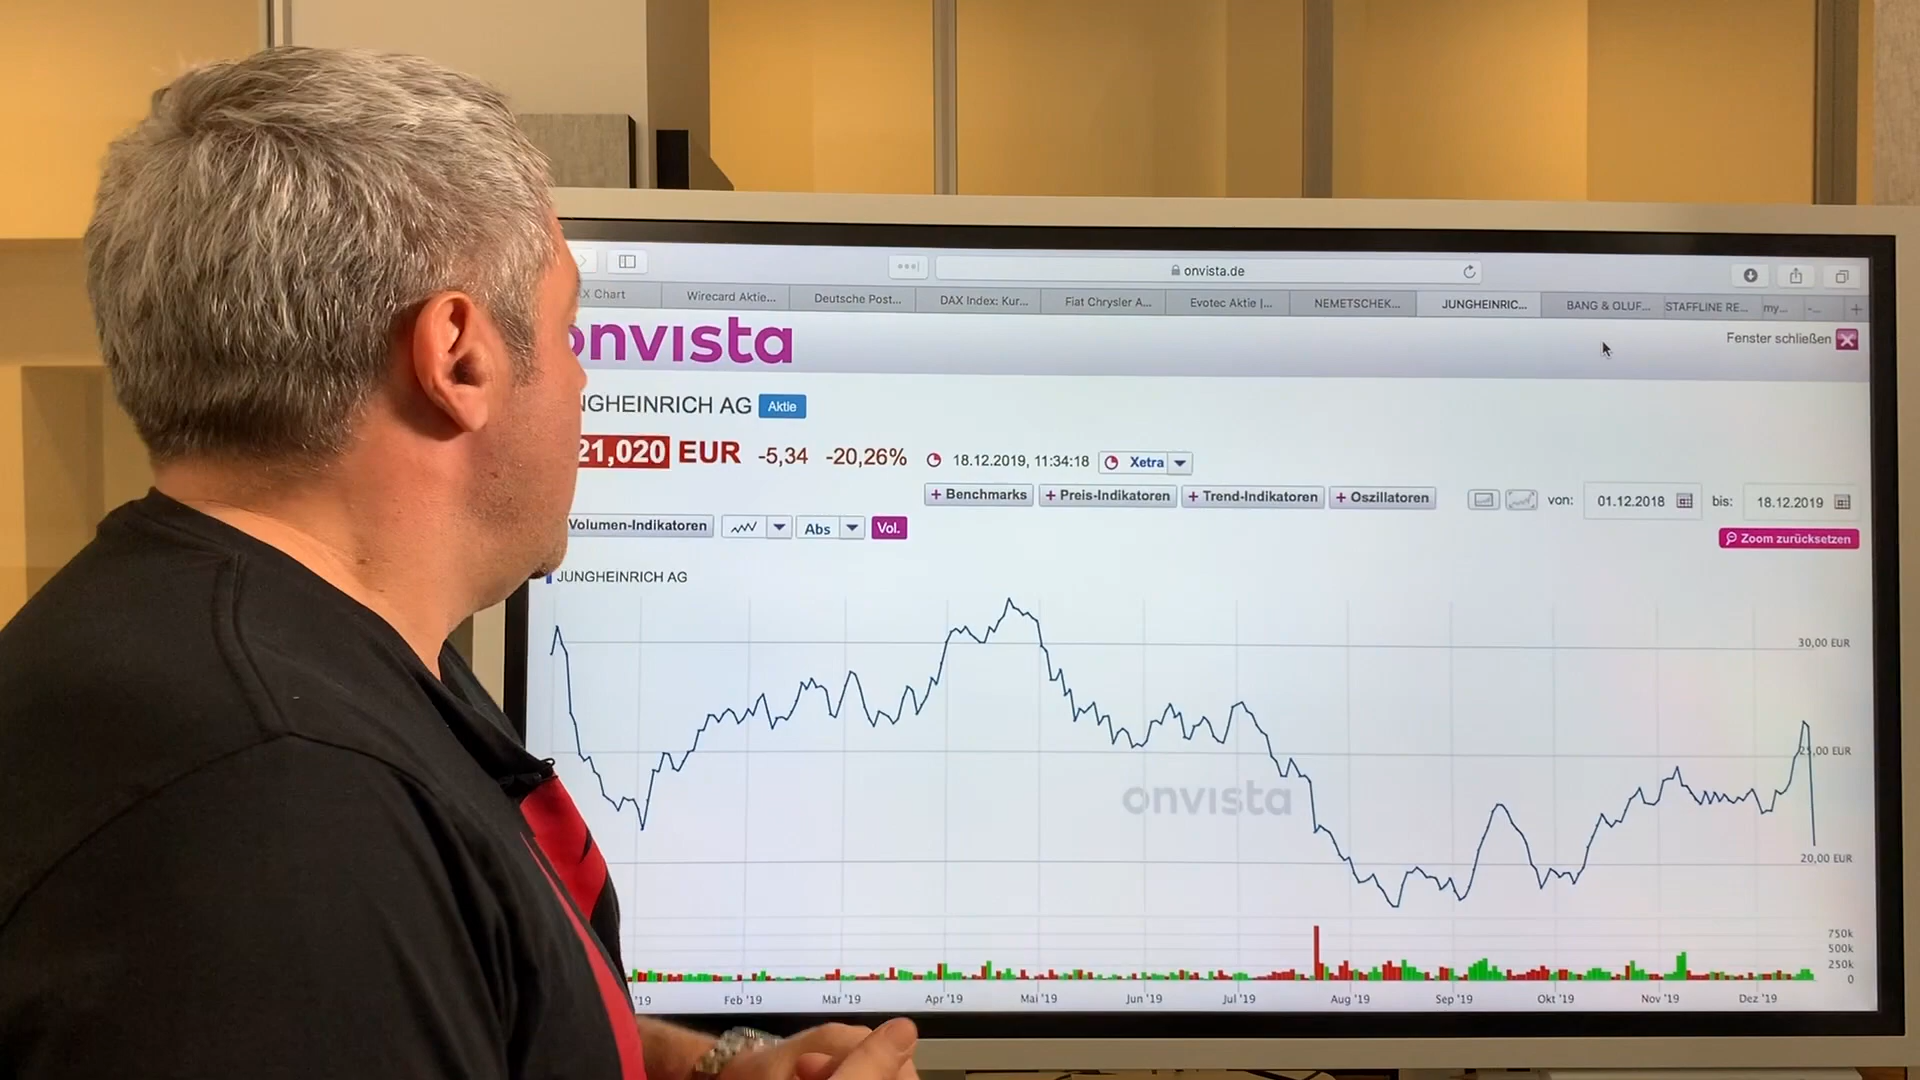 onvista.de
X Chart
Wirecard Aktie...
Deutsche Post...
DAX Index: Kur...
Fiat Chrysler A...
Evotec Aktie |...
NEMETSCHEK...
JUNGHEINRIC...
BANG & OLUF...
STAFFLINE RE...
my...
-...
+
onvista
Fenster schließen
NGHEINRICH AG Aktie
21,020 EUR -5,34 -20,26% 18.12.2019, 11:34:18 Xetra
+ Benchmarks + Preis-Indikatoren + Trend-Indikatoren + Oszillatoren von: 01.12.2018 bis: 18.12.2019
Volumen-Indikatoren Abs Vol.
Zoom zurücksetzen
JUNGHEINRICH AG
30,00 EUR
25,00 EUR
onvista
20,00 EUR
750k
500k
250k
0
'19 Feb '19 Mär '19 Apr '19 Mai '19 Jun '19 Jul '19 Aug '19 Sep '19 Okt '19 Nov '19 Dez '19